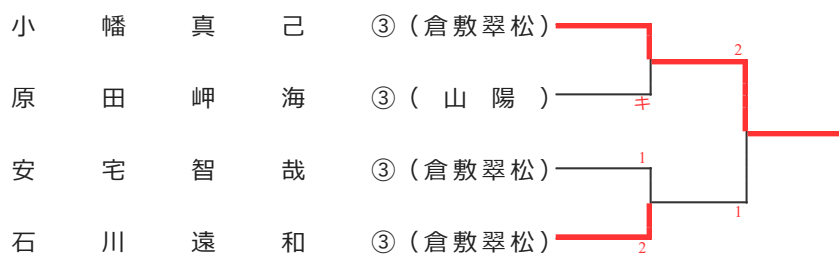 小幡真己 ③(倉敷翠松)
2
原田岬海 ③(山陽)
キ
安宅智哉 ③(倉敷翠松)
1
1
石川遠和 ③(倉敷翠松)
2